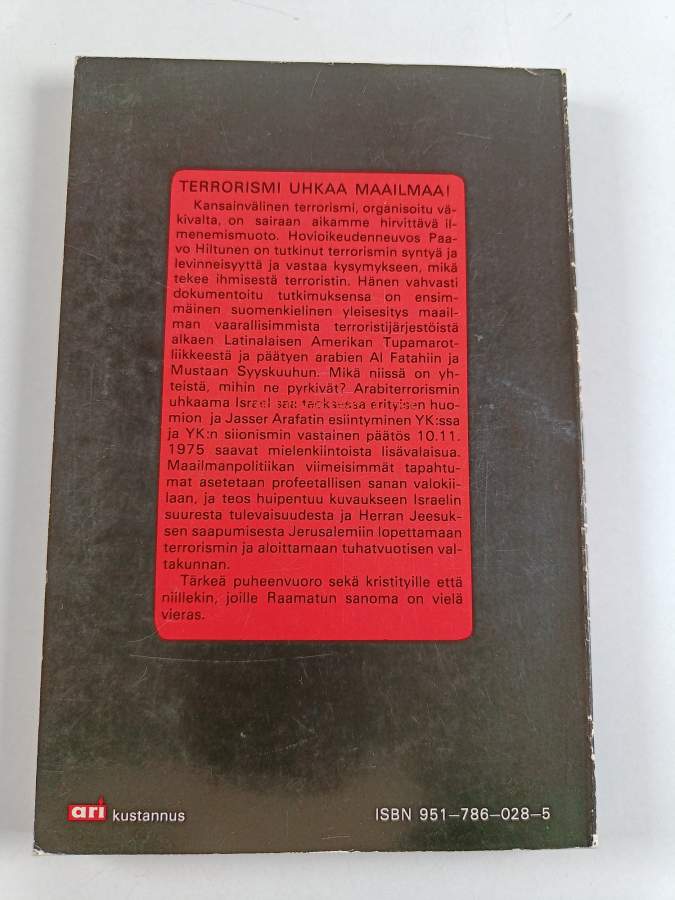 TERRORISMI UHKAA MAAILMAA!
Kansainvälinen terrorismi, organisoitu vä-
kivalta, on sairaan aikamme hirvittävä il-
menemismuoto. Hovioikeudenneuvos Paa-
vo Hiltunen on tutkinut terrorismin syntyä ja
levinneisyyttä ja vastaa kysymykseen, mikä
tekee ihmisestä terroristin. Hänen vahvasti
dokumentoitu tutkimuksensa on ensim-
mäinen suomenkielinen yleisesitys maail-
man vaarallisimmista terroristijärjestöistä
alkaen Latinalaisen Amerikan Tupamarot-
liikkeestä ja päätyen arabien Al Fatahiin ja
Mustaan Syyskuuhun. Mikä niissä on yh-
teistä, mihin ne pyrkivät? Arabiterrorismin
uhkaama Israel saa teoksessa erityisen huo-
mion ja Jasser Arafatin esiintyminen YK:ssa
ja YK:n siionismin vastainen päätös 10.11.
1975 saavat mielenkiintoista lisävalaisua.
Maailmanpolitiikan viimeisimmät tapahtu-
mat asetetaan profeetallisen sanan valokii-
laan, ja teos huipentuu kuvaukseen Israelin
suuresta tulevaisuudesta ja Herran Jeesuk-
sen saapumisesta Jerusalemiin lopettamaan
terrorismin ja aloittamaan tuhatvuotisen val-
takunnan.
Tärkeä puheenvuoro sekä kristityille että
niillekin, joille Raamatun sanoma on vielä
vieras.
ari kustannus
ISBN 951-786-028-5